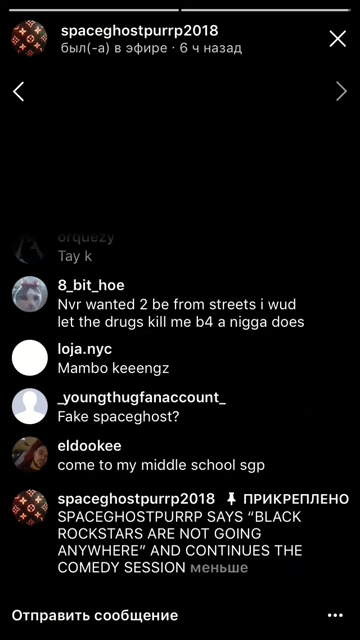 spaceghostpurrp2018
был(-а) в эфире · 6 ч назад
orquezy
Tay k
8_bit_hoe
Nvr wanted 2 be from streets i wud
let the drugs kill me b4 a nigga does
loja.nyc
Mambo keeengz
_youngthugfanaccount_
Fake spaceghost?
eldookee
come to my middle school sgp
spaceghostpurrp2018 ПРИКРЕПЛЕНО
SPACEGHOSTPURRP SAYS “BLACK
ROCKSTARS ARE NOT GOING
ANYWHERE” AND CONTINUES THE
COMEDY SESSION меньше
Отправить сообщение